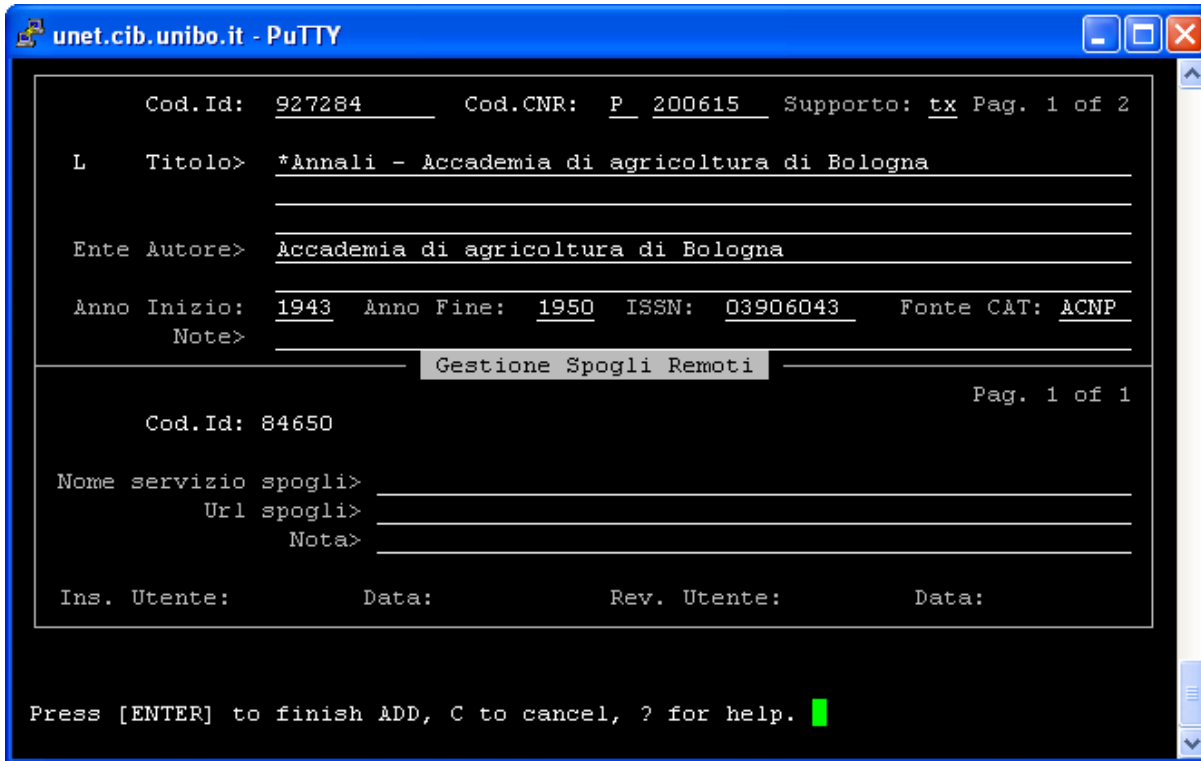 unet.cib.unibo.it - PuTTY
Cod.Id: 927284 Cod.CNR: P 200615 Supporto: tx Pag. 1 of 2
L Titolo> *Annali - Accademia di agricoltura di Bologna
Ente Autore> Accademia di agricoltura di Bologna
Anno Inizio: 1943 Anno Fine: 1950 ISSN: 03906043 Fonte CAT: ACNP
Note>
Gestione Spogli Remoti
Pag. 1 of 1
Cod.Id: 84650
Nome servizio spogli>
Url spogli>
Nota>
Ins. Utente: Data: Rev. Utente: Data:
Press [ENTER] to finish ADD, C to cancel, ? for help.